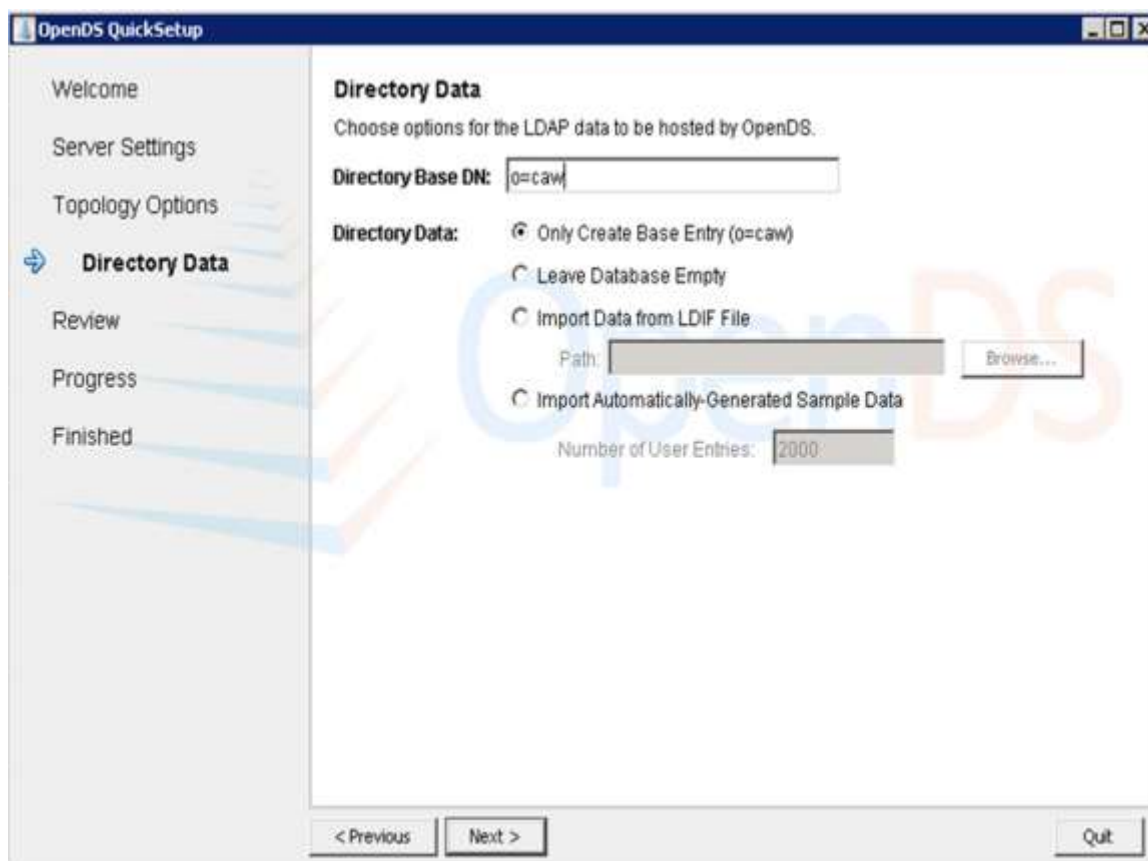 OpenDS QuickSetup
Welcome
Server Settings
Topology Options
Directory Data
Review
Progress
Finished
Directory Data
Choose options for the LDAP data to be hosted by OpenDS.
Directory Base DN: o=caw
Directory Data: Only Create Base Entry (o=caw)
Leave Database Empty
Import Data from LDIF File
Path: Browse...
Import Automatically-Generated Sample Data
Number of User Entries: 2000
OpenDS
< Previous Next > Quit